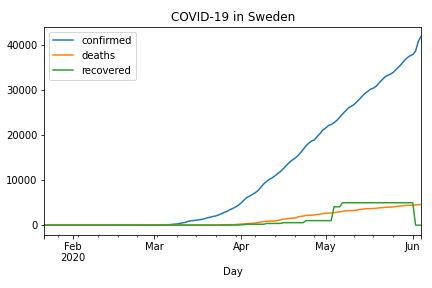 COVID-19 in Sweden
confirmed
deaths
recovered
40000
30000
20000
10000
0
Feb
2020
Mar
Apr
May
Jun
Day